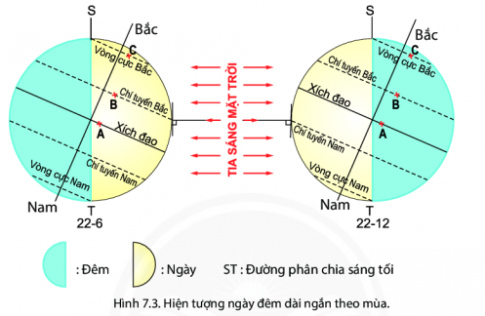 S
Bắc
Vòng cực Bắc
C
Chí tuyến Bắc
B
Xích đạo
A
Chí tuyến Nam
Vòng cực Nam
Nam
T
22-6
TIA SÁNG MẶT TRỜI
S
Bắc
C
Vòng cực Bắc
Chí tuyến Bắc
B
Xích đạo
A
Chí tuyến Nam
Vòng cực Nam
Nam
T
22-12
: Đêm
: Ngày
ST : Đường phân chia sáng tối
Hình 7.3. Hiện tượng ngày đêm dài ngắn theo mùa.